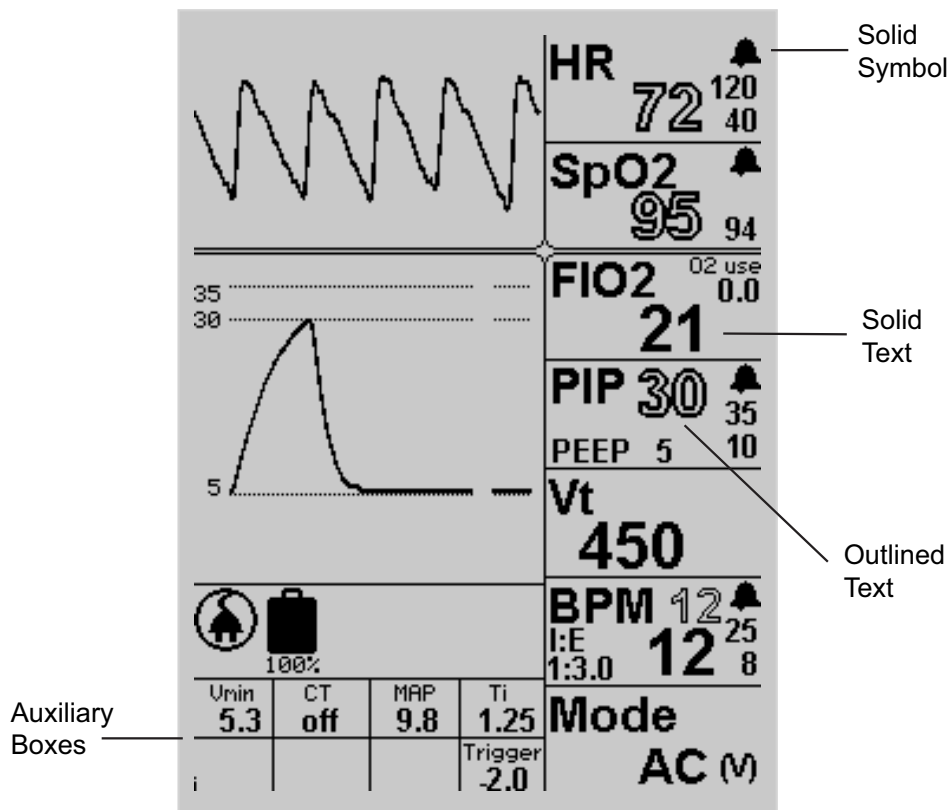 Solid
Symbol
HR
72
120
40
SpO2
95
94
FIO2
O2 use
0.0
21
Solid
Text
35
30
5
PIP 30
35
10
PEEP 5
Vt
450
Outlined
Text
BPM 12
25
I:E
1:3.0
12
8
100%
Auxiliary
Boxes
Vmin
5.3
CT
off
MAP
9.8
Ti
1.25
Trigger
-2.0
i
Mode
AC (V)